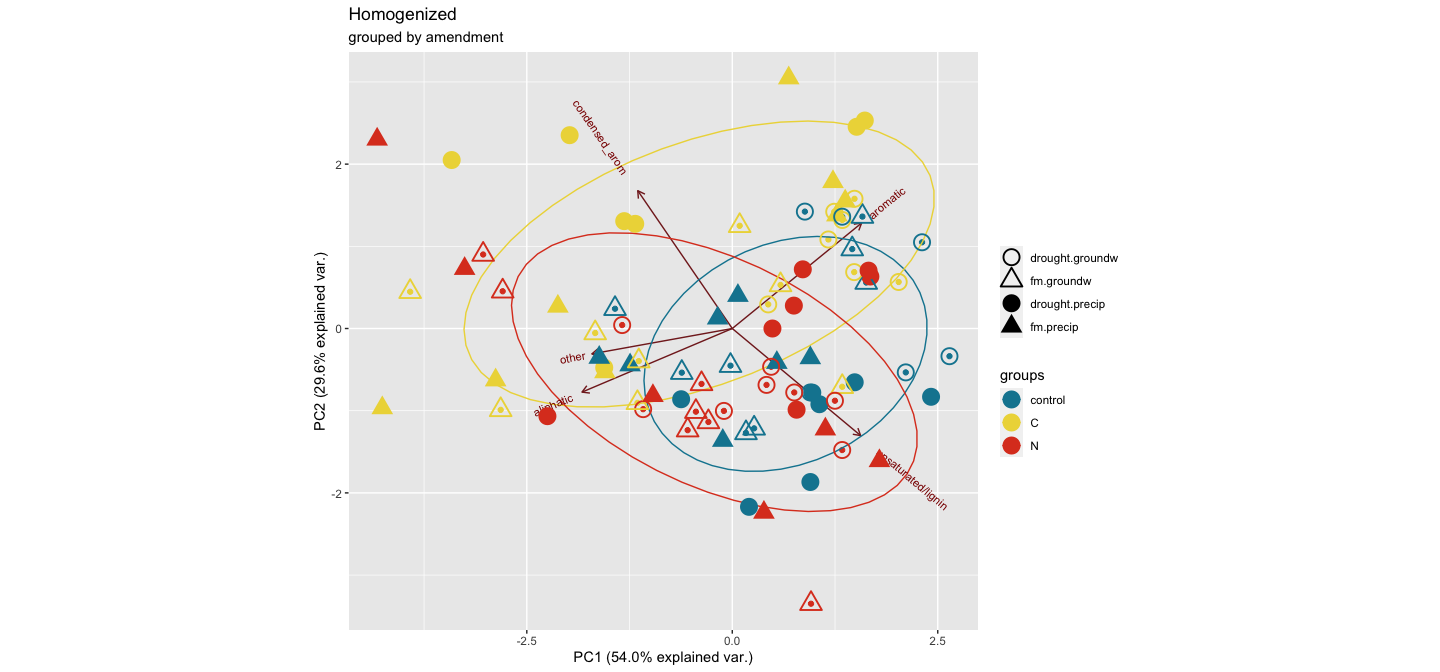 Homogenized
grouped by amendment
condensed_arom
aromatic
other
aliphatic
nsaturated/lignin
2
0
-2
-2.5
0.0
2.5
PC1 (54.0% explained var.)
PC2 (29.6% explained var.)
drought.groundw
fm.groundw
drought.precip
fm.precip
groups
control
C
N